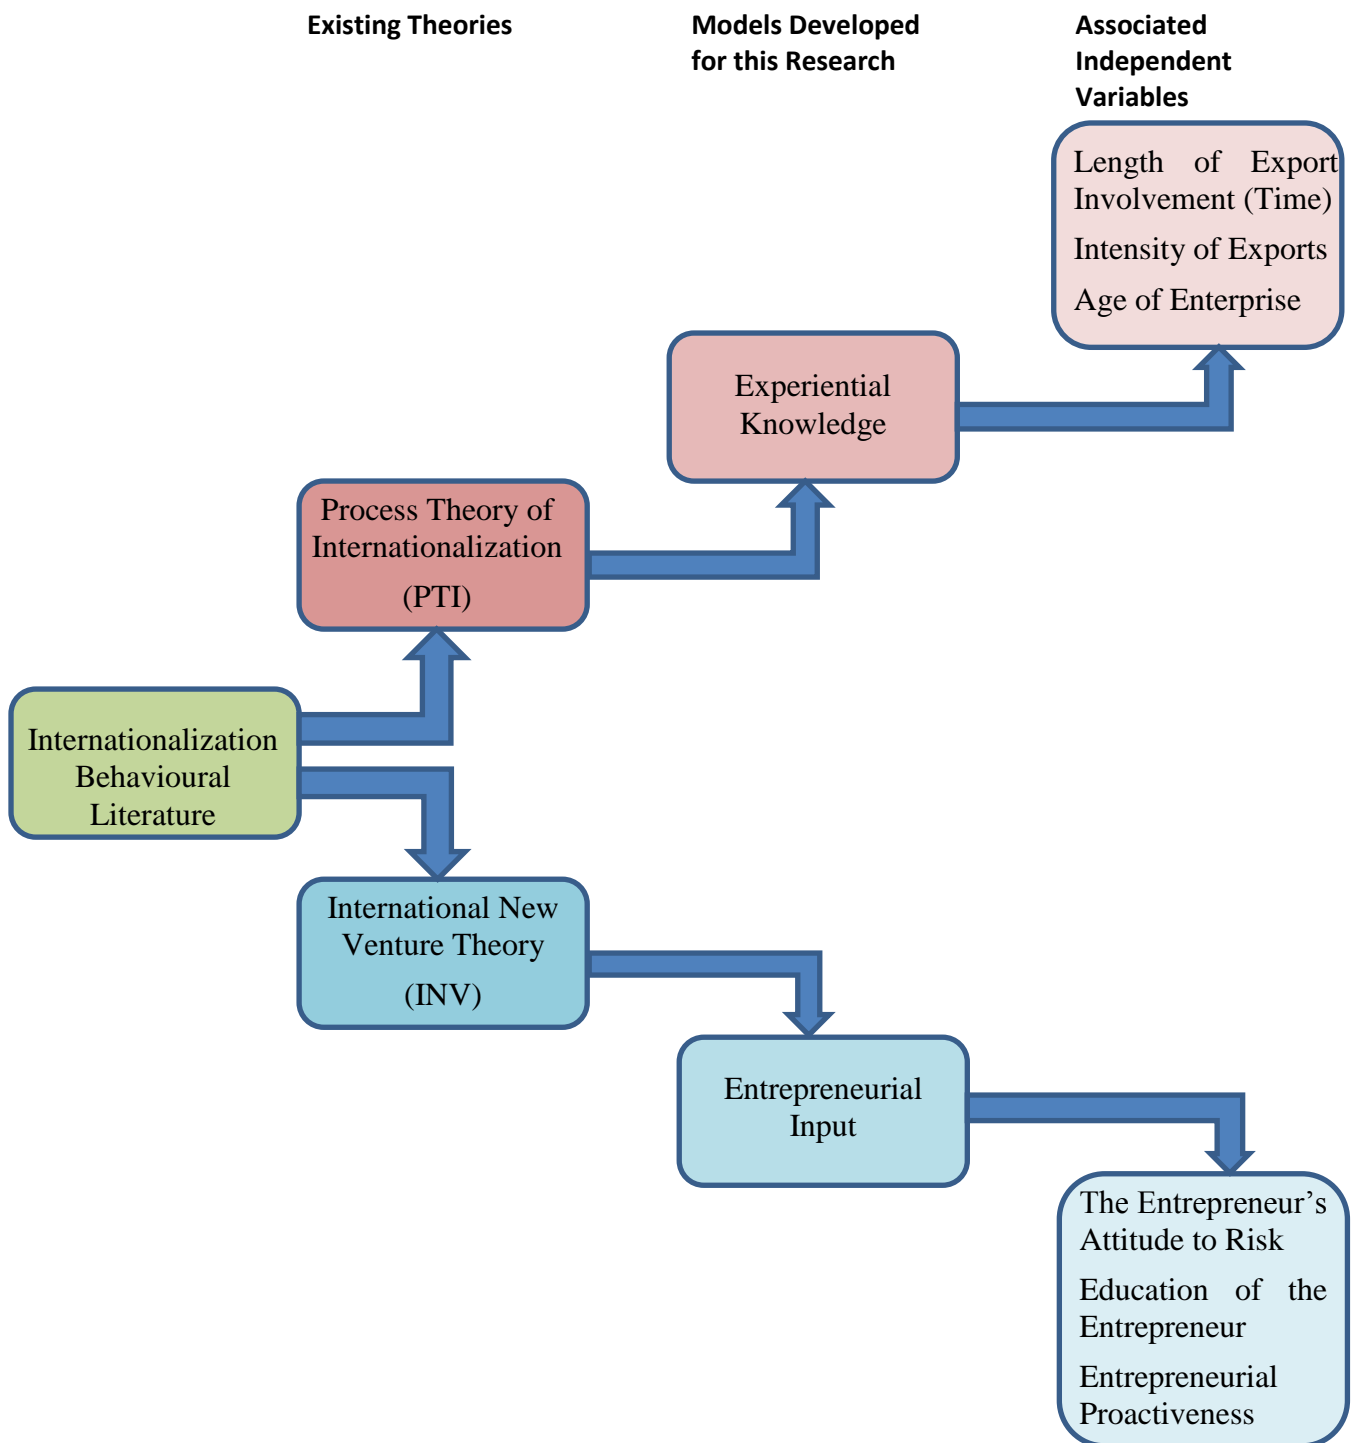 Existing Theories
Models Developed
for this Research
Associated
Independent
Variables
Length of Export
Involvement (Time)
Intensity of Exports
Age of Enterprise
Experiential
Knowledge
Process Theory of
Internationalization
(PTI)
Internationalization
Behavioural
Literature
International New
Venture Theory
(INV)
Entrepreneurial
Input
The Entrepreneur’s
Attitude to Risk
Education of the
Entrepreneur
Entrepreneurial
Proactiveness